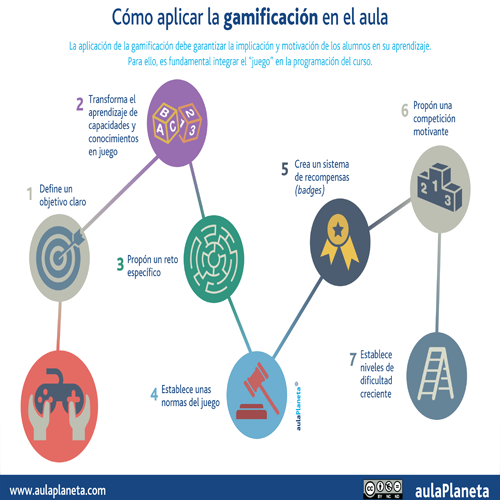 Cómo aplicar la gamificación en el aula
La aplicación de la gamificación debe garantizar la implicación y motivación de los alumnos en su aprendizaje.
Para ello, es fundamental integrar el "juego" en la programación del curso.
1 Define un
objetivo claro
2 Transforma el
aprendizaje de
capacidades y
conocimientos
en juego
B A C 1 2 3
3 Propón un reto
específico
4 Establece unas
normas del juego
5 Crea un sistema
de recompensas
(badges)
6 Propón una
competición
motivante
2 1 3
7 Establece
niveles de
dificultad
creciente
aulaPlaneta®
www.aulaplaneta.com
CC BY NC ND
aulaPlaneta